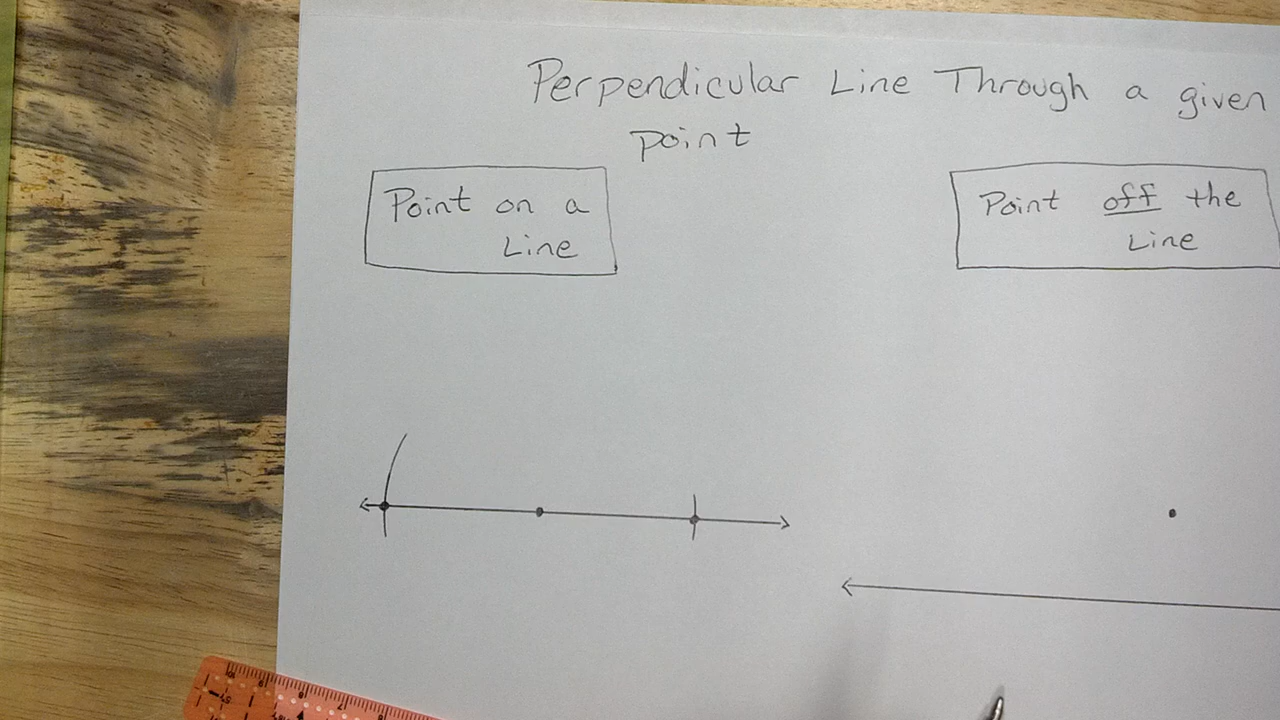 Perpendicular Line Through a given
point
Point on a
Line
Point off the
Line